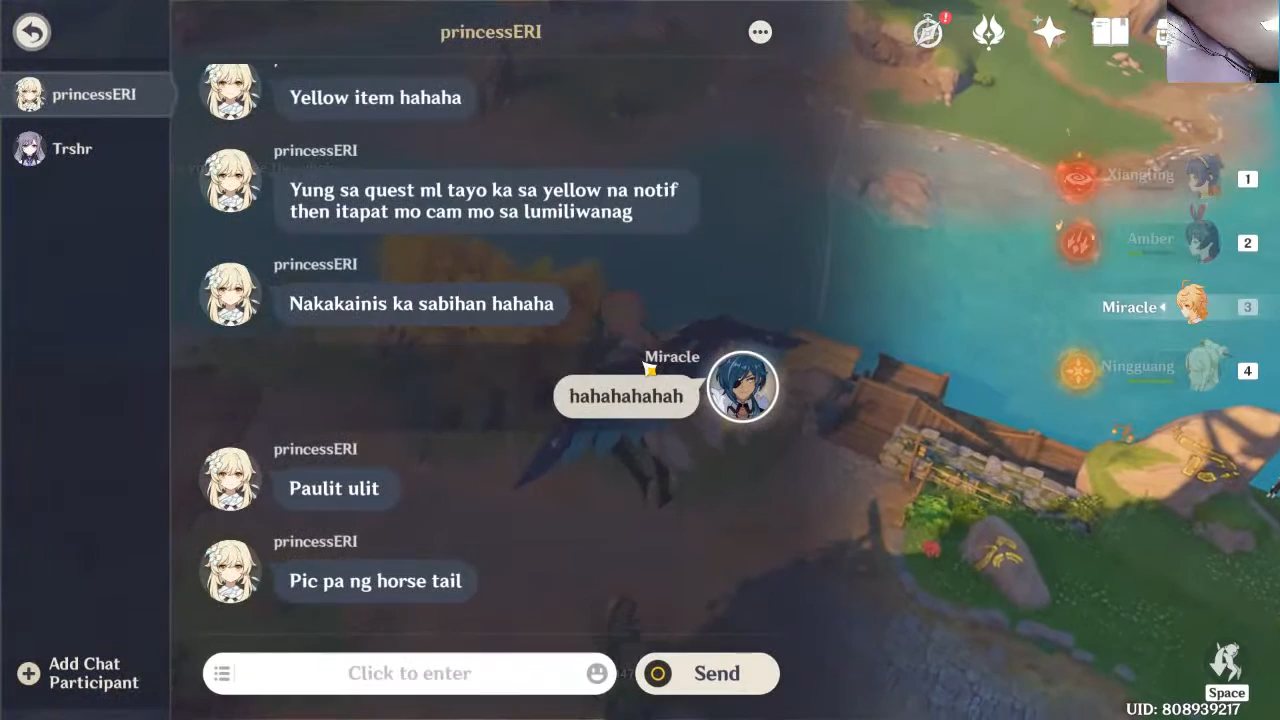 princessERI
princessERI
Trshr
Yellow item hahaha
princessERI
Yung sa quest ml tayo ka sa yellow na notif
then itapat mo cam mo sa lumiliwanag
princessERI
Nakakainis ka sabihan hahaha
Miracle
hahahahahah
princessERI
Paulit ulit
princessERI
Pic pa ng horse tail
Add Chat
Participant
Click to enter
Send
Xiangling
1
Amber
2
Miracle
3
Ningguang
4
Space
UID: 808939217